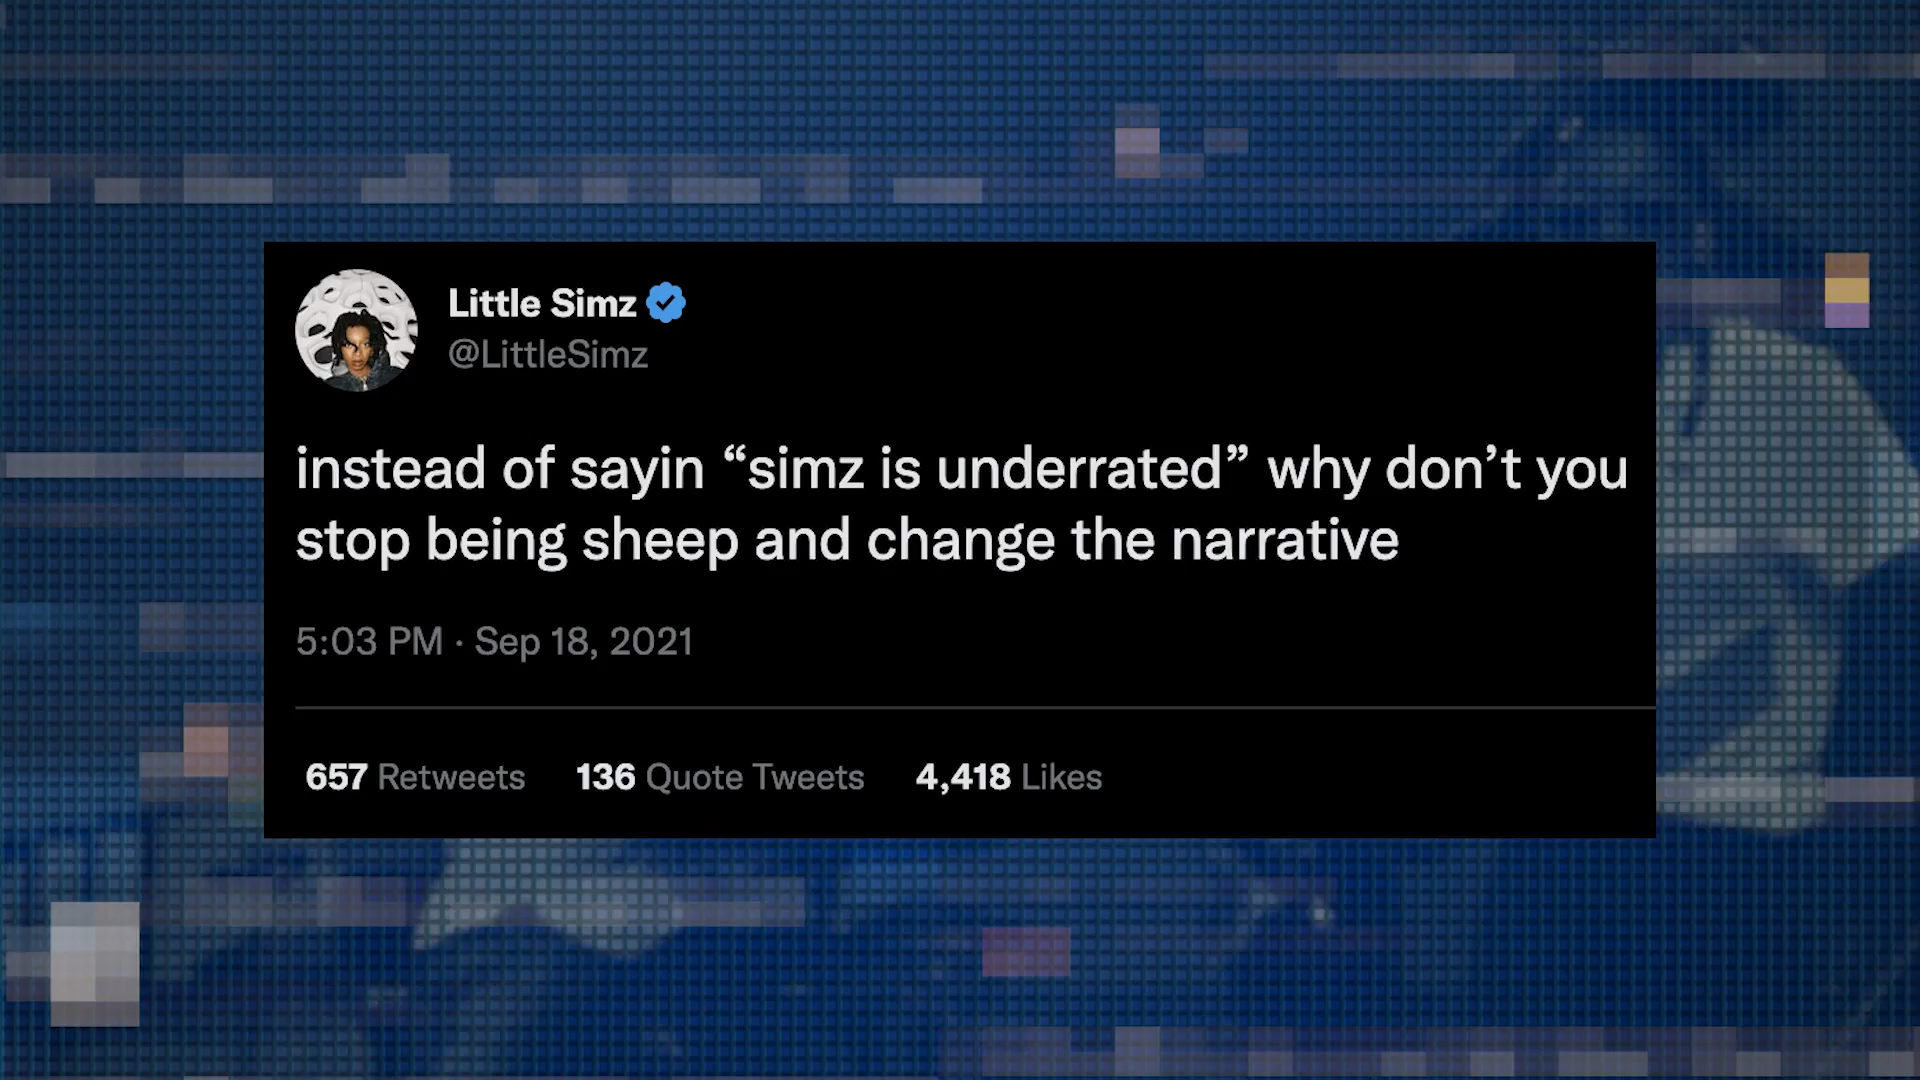 Little Simz
@LittleSimz
instead of sayin “simz is underrated” why don’t you
stop being sheep and change the narrative
5:03 PM · Sep 18, 2021
657 Retweets 136 Quote Tweets 4,418 Likes